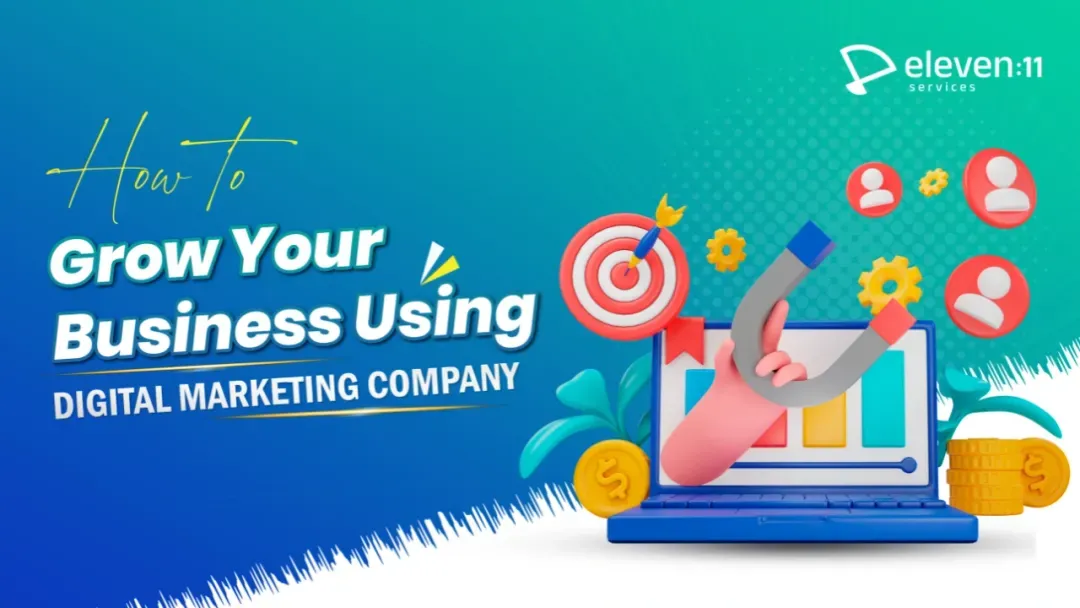 eleven:11
services
How to
Grow Your
Business Using
DIGITAL MARKETING COMPANY